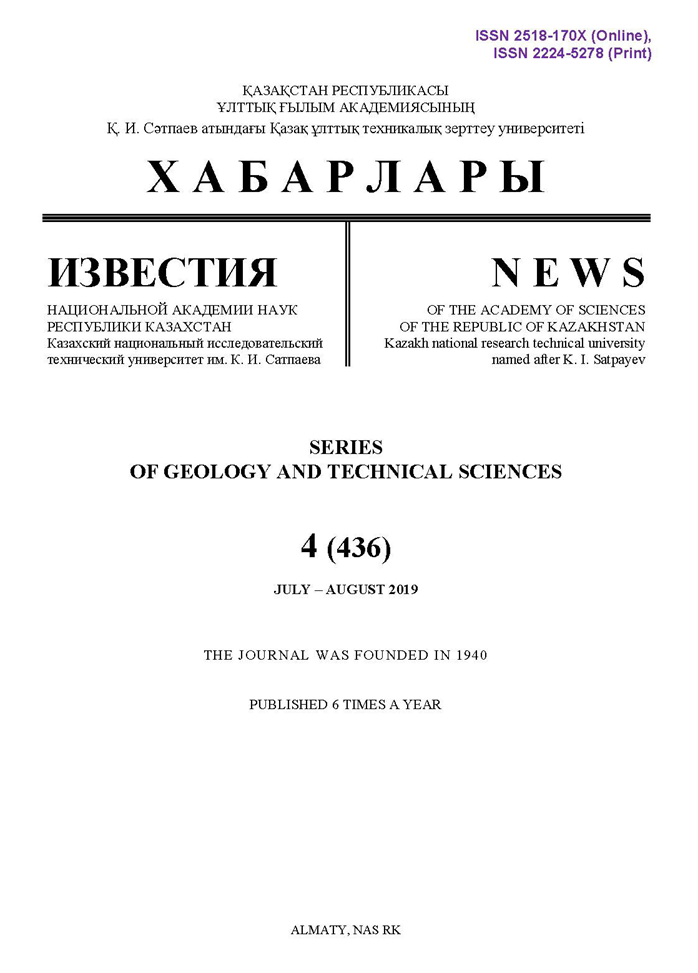 ISSN 2518-170X (Online),
ISSN 2224-5278 (Print)
ҚАЗАҚСТАН РЕСПУБЛИКАСЫ
ҰЛТТЫҚ ҒЫЛЫМ АКАДЕМИЯСЫНЫҢ
Қ. И. Сәтпаев атындағы Қазақ ұлттық техникалық зерттеу университеті
Х А Б А Р Л А Р Ы
ИЗВЕСТИЯ
НАЦИОНАЛЬНОЙ АКАДЕМИИ НАУК
РЕСПУБЛИКИ КАЗАХСТАН
Казахский национальный исследовательский
технический университет им. К. И. Сатпаева
N E W S
OF THE ACADEMY OF SCIENCES
OF THE REPUBLIC OF KAZAKHSTAN
Kazakh national research technical university
named after K. I. Satpayev
SERIES
OF GEOLOGY AND TECHNICAL SCIENCES
4 (436)
JULY – AUGUST 2019
THE JOURNAL WAS FOUNDED IN 1940
PUBLISHED 6 TIMES A YEAR
ALMATY, NAS RK